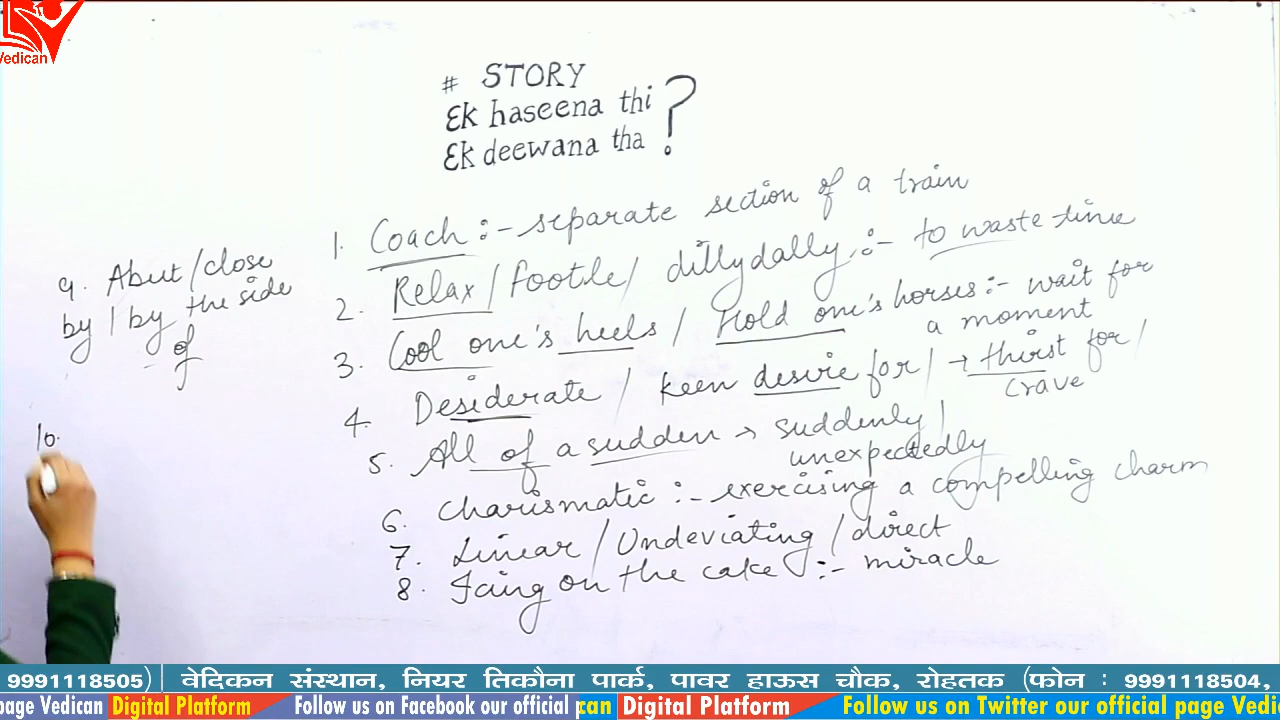 Vedican
# STORY
Ek haseena thi
Ek deewana tha ?
1. Coach :- separate section of a train
2. Relax / footle / dillydally :- to waste time
3. Cool one's heels / Hold one's horses :- wait for
a moment
4. Desiderate / keen desire for / → thirst for /
crave
5. All of a sudden → suddenly /
unexpectedly
6. Charismatic :- exercising a compelling charm
7. Linear / Undeviating / direct
8. Icing on the cake :- miracle
9. Abut / close
by / by the side
of
10.
9991118505) | वेदिकन संस्थान, नियर तिकौना पार्क, पावर हाऊस चौक, रोहतक (फोन : 9991118504,
page Vedican Digital Platform Follow us on Facebook our official page Vedican Digital Platform Follow us on Twitter our official page Vedi